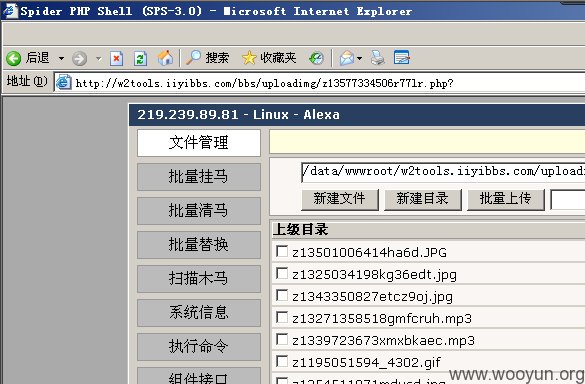 Spider PHP Shell (SPS-3.0) - Microsoft Internet Explorer
后退 搜索 收藏夹
地址(D) http://w2tools.iiyibbs.com/bbs/uploadimg/z13577334506r77lr.php?
219.239.89.81 - Linux - Alexa
文件管理
批量挂马
/data/wwwroot/w2tools.iiyibbs.com/uploadi
新建文件 新建目录 批量上传
批量清马
上级目录
批量替换
z13501006414ha6d.JPG
扫描木马
z1325034198kg36edt.jpg
z1343350827etcz9oj.jpg
系统信息
z13271358518gmfcruh.mp3
执行命令
z1339723673xmxbkaec.mp3
z1195051594_4302.gif
组件接口
www.wooyun.org